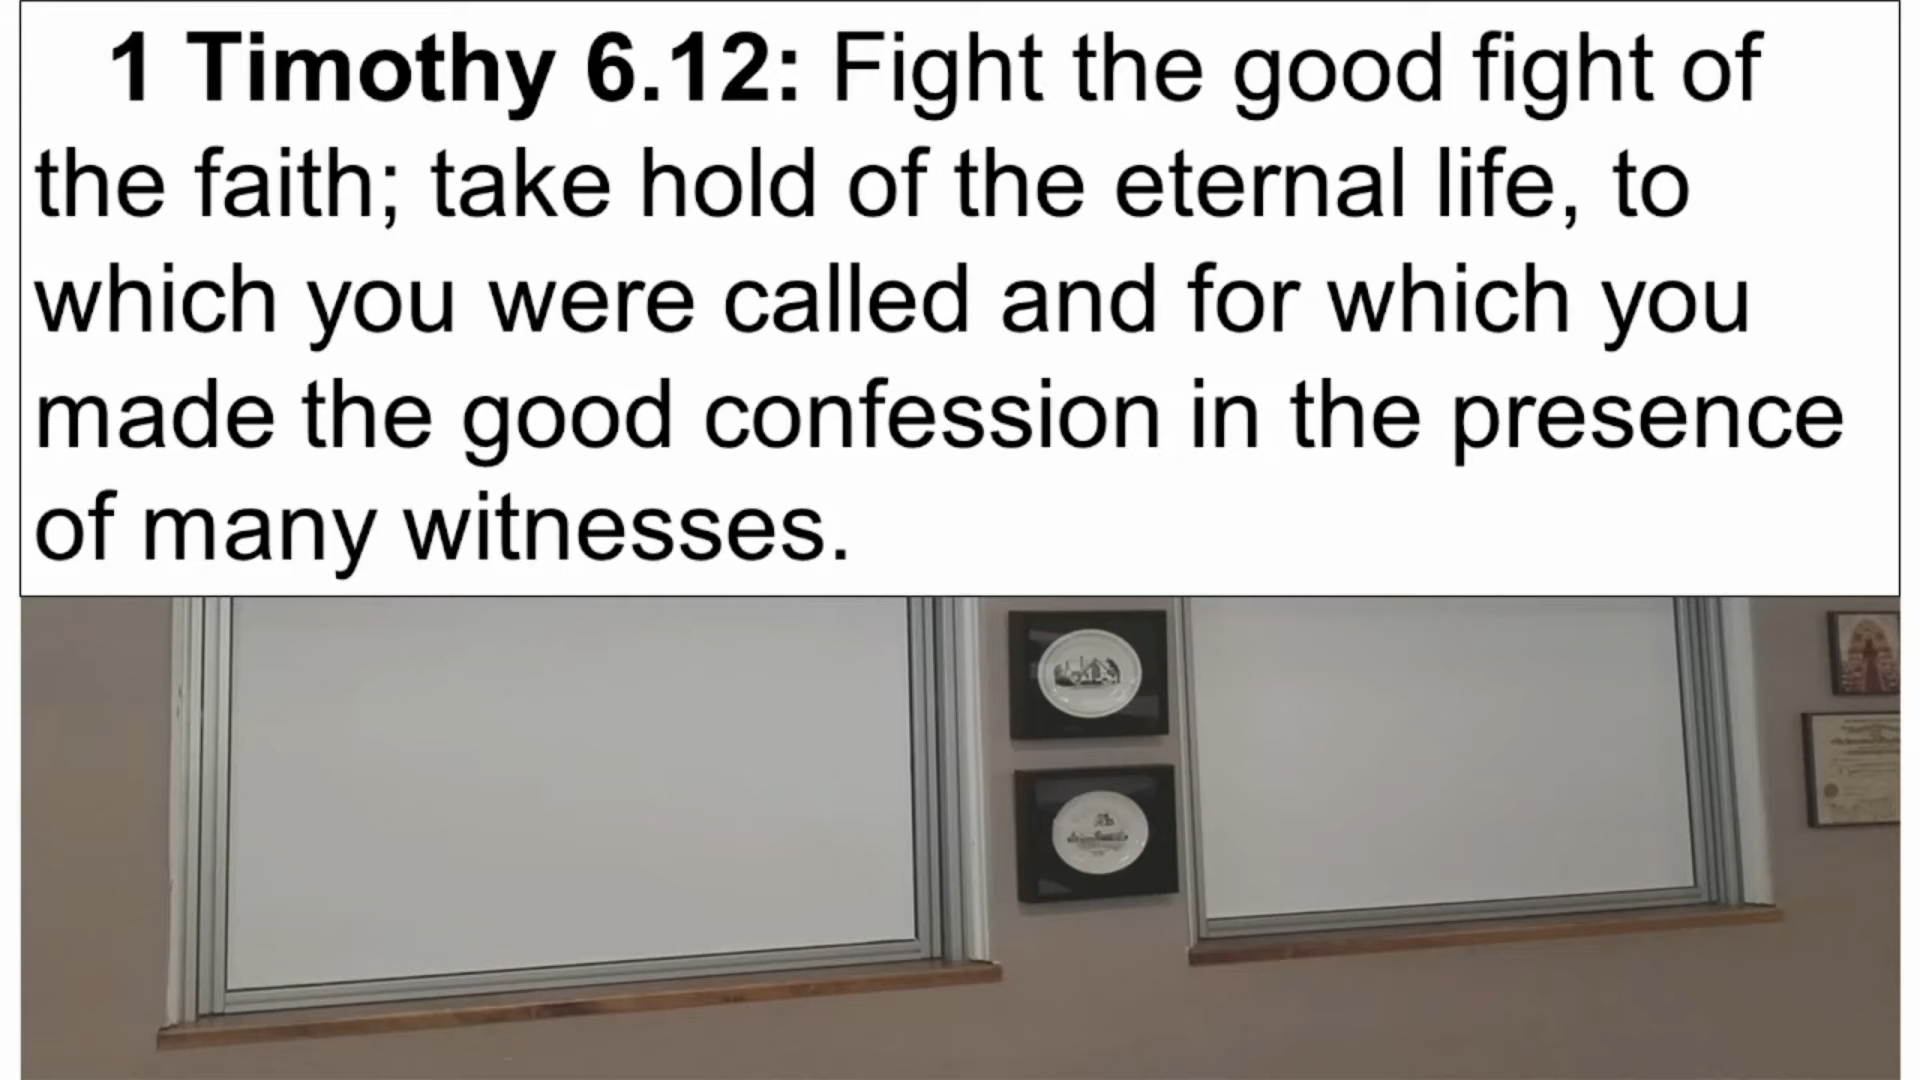 1 Timothy 6.12: Fight the good fight of
the faith; take hold of the eternal life, to
which you were called and for which you
made the good confession in the presence
of many witnesses.